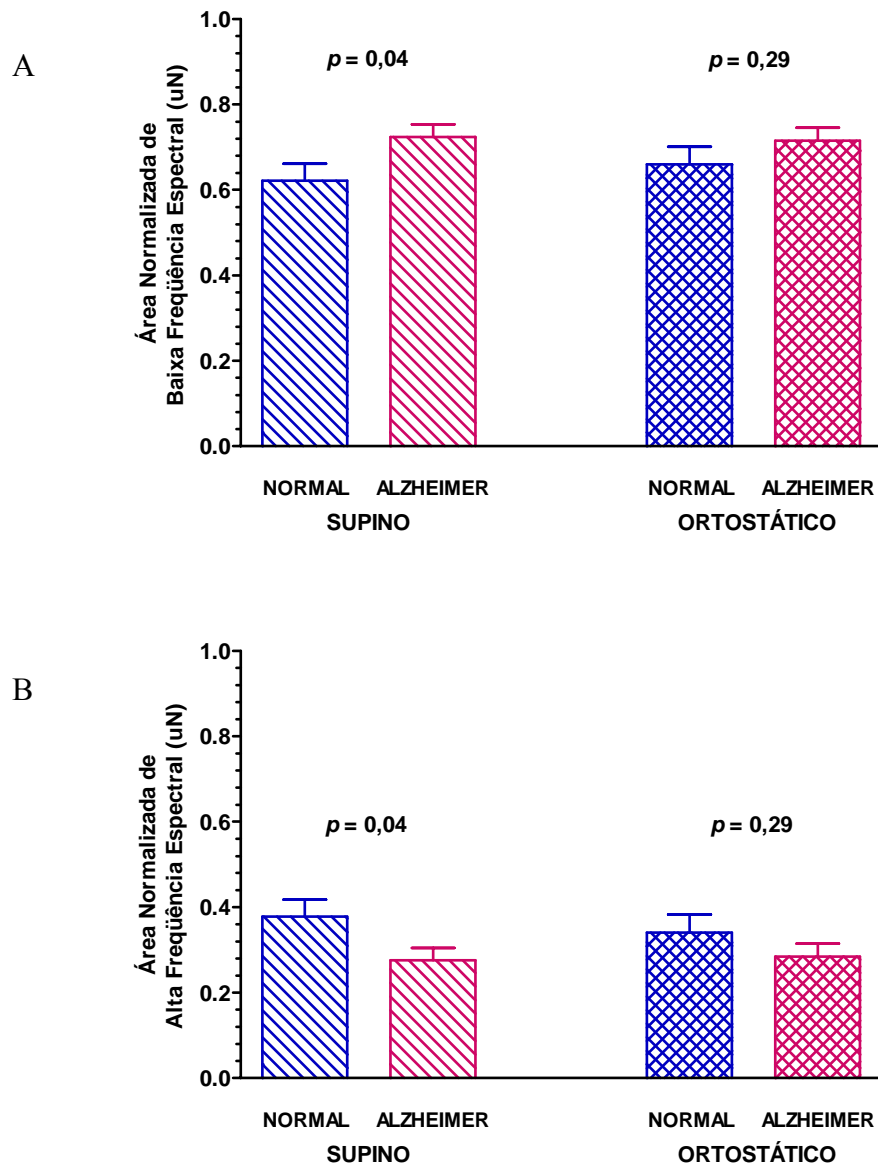 A
Área Normalizada de
Baixa Freqüência Espectral (uN)
1.0
0.8
0.6
0.4
0.2
0.0
p = 0,04
p = 0,29
NORMAL ALZHEIMER NORMAL ALZHEIMER
SUPINO ORTOSTÁTICO
B
Área Normalizada de
Alta Freqüência Espectral (uN)
1.0
0.8
0.6
0.4
0.2
0.0
p = 0,04
p = 0,29
NORMAL ALZHEIMER NORMAL ALZHEIMER
SUPINO ORTOSTÁTICO